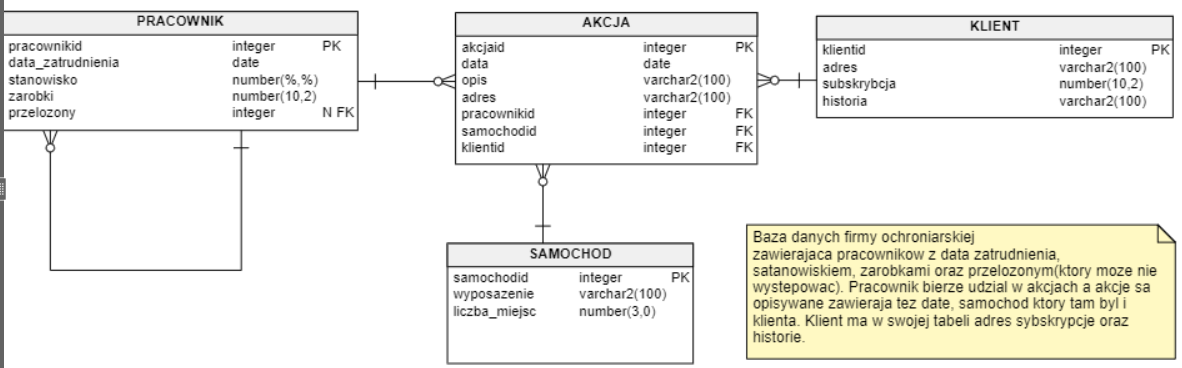 PRACOWNIK
pracownikid integer PK
data_zatrudnienia date
stanowisko number(%,%)
zarobki number(10,2)
przelozony integer N FK
AKCJA
akcjaid integer PK
data date
opis varchar2(100)
adres varchar2(100)
pracownikid integer FK
samochodid integer FK
klientid integer FK
KLIENT
klientid integer PK
adres varchar2(100)
subskrybcja number(10,2)
historia varchar2(100)
SAMOCHOD
samochodid integer PK
wyposazenie varchar2(100)
liczba_miejsc number(3,0)
Baza danych firmy ochroniarskiej
zawierajaca pracownikow z data zatrudnienia,
satanowiskiem, zarobkami oraz przelozonym(ktory moze nie
wystepowac). Pracownik bierze udzial w akcjach a akcje sa
opisywane zawieraja tez date, samochod ktory tam byl i
klienta. Klient ma w swojej tabeli adres sybskrypcje oraz
historie.